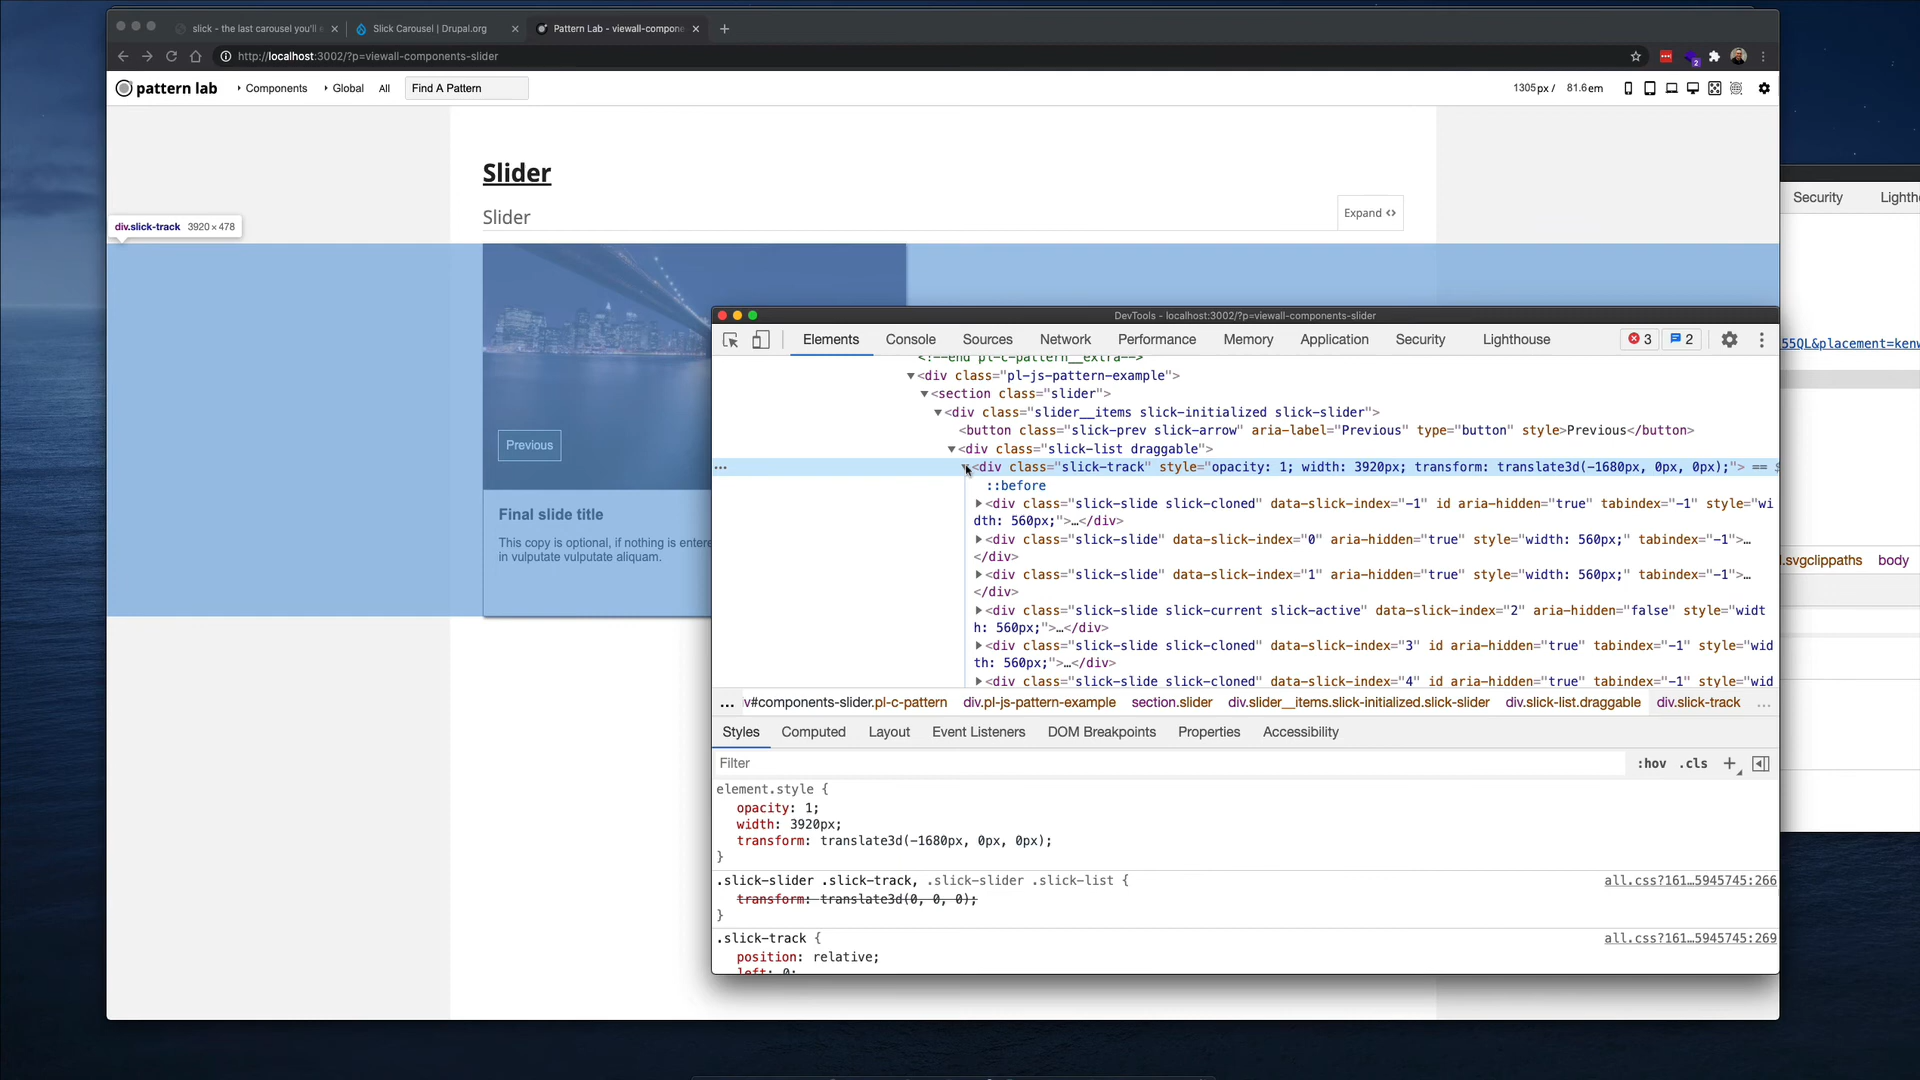 slick - the last carousel you'll
Slick Carousel | Drupal.org
Pattern Lab - viewall-compone
http://localhost:3002/?p=viewall-components-slider
2
pattern lab
Components
Global
All
Find A Pattern
1305px / 81.6em
Slider
Slider
Expand <>
div.slick-track 3920 × 478
Previous
Final slide title
This copy is optional, if nothing is entere
in vulputate vulputate aliquam.
Security
Lighth
55QL&placement=kenw
l.svgclippaths body
DevTools - localhost:3002/?p=viewall-components-slider
Elements Console Sources Network Performance Memory Application Security Lighthouse 3 2
<!--end pl-c-pattern__extra-->
<div class="pl-js-pattern-example">
<section class="slider">
<div class="slider__items slick-initialized slick-slider">
<button class="slick-prev slick-arrow" aria-label="Previous" type="button" style>Previous</button>
<div class="slick-list draggable">
… <div class="slick-track" style="opacity: 1; width: 3920px; transform: translate3d(-1680px, 0px, 0px);"> == $
::before
<div class="slick-slide slick-cloned" data-slick-index="-1" id aria-hidden="true" tabindex="-1" style="wi
dth: 560px;">…</div>
<div class="slick-slide" data-slick-index="0" aria-hidden="true" style="width: 560px;" tabindex="-1">…
</div>
<div class="slick-slide" data-slick-index="1" aria-hidden="true" style="width: 560px;" tabindex="-1">…
</div>
<div class="slick-slide slick-current slick-active" data-slick-index="2" aria-hidden="false" style="widt
h: 560px;">…</div>
<div class="slick-slide slick-cloned" data-slick-index="3" id aria-hidden="true" tabindex="-1" style="wid
th: 560px;">…</div>
<div class="slick-slide slick-cloned" data-slick-index="4" id aria-hidden="true" tabindex="-1" style="wid
… v#components-slider.pl-c-pattern div.pl-js-pattern-example section.slider div.slider__items.slick-initialized.slick-slider div.slick-list.draggable div.slick-track …
Styles Computed Layout Event Listeners DOM Breakpoints Properties Accessibility
Filter
:hov .cls +
element.style {
opacity: 1;
width: 3920px;
transform: translate3d(-1680px, 0px, 0px);
}
.slick-slider .slick-track, .slick-slider .slick-list {
all.css?161…5945745:266
transform: translate3d(0, 0, 0);
}
.slick-track {
all.css?161…5945745:269
position: relative;
left: 0;